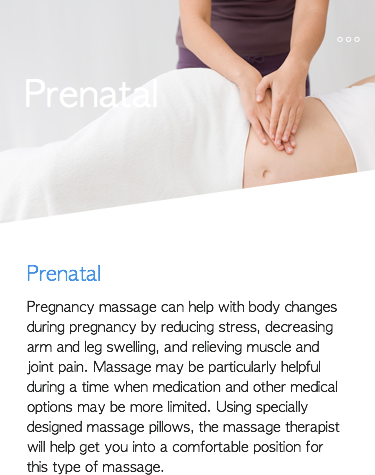 Prenatal
Prenatal
Pregnancy massage can help with body changes
during pregnancy by reducing stress, decreasing
arm and leg swelling, and relieving muscle and
joint pain. Massage may be particularly helpful
during a time when medication and other medical
options may be more limited. Using specially
designed massage pillows, the massage therapist
will help get you into a comfortable position for
this type of massage.